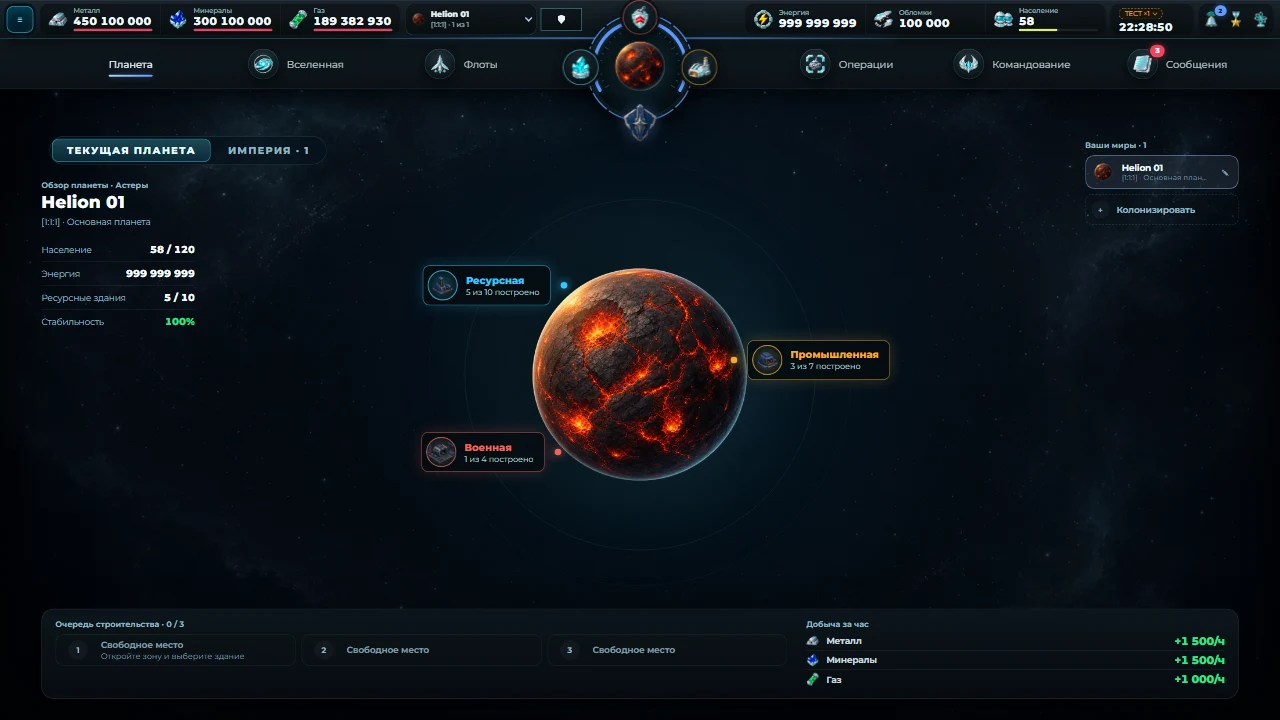 Металл
450 100 000
Минералы
300 100 000
Газ
189 382 930
Helion 01
[1:1:1] · 1 из 1
Энергия
999 999 999
Обломки
100 000
Население
58
ТЕСТ ×1
22:28:50
2
Планета
Вселенная
Флоты
Операции
Командование
3
Сообщения
ТЕКУЩАЯ ПЛАНЕТА
ИМПЕРИЯ · 1
Обзор планеты · Астеры
Helion 01
[1:1:1] · Основная планета
Население 58 / 120
Энергия 999 999 999
Ресурсные здания 5 / 10
Стабильность 100%
Ваши миры · 1
Helion 01
[1:1:1] · Основная план...
+ Колонизировать
Ресурсная
5 из 10 построено
Промышленная
3 из 7 построено
Военная
1 из 4 построено
Очередь строительства · 0 / 3
1 Свободное место
Откройте зону и выберите здание
2 Свободное место
3 Свободное место
Добыча за час
Металл +1 500/ч
Минералы +1 500/ч
Газ +1 000/ч